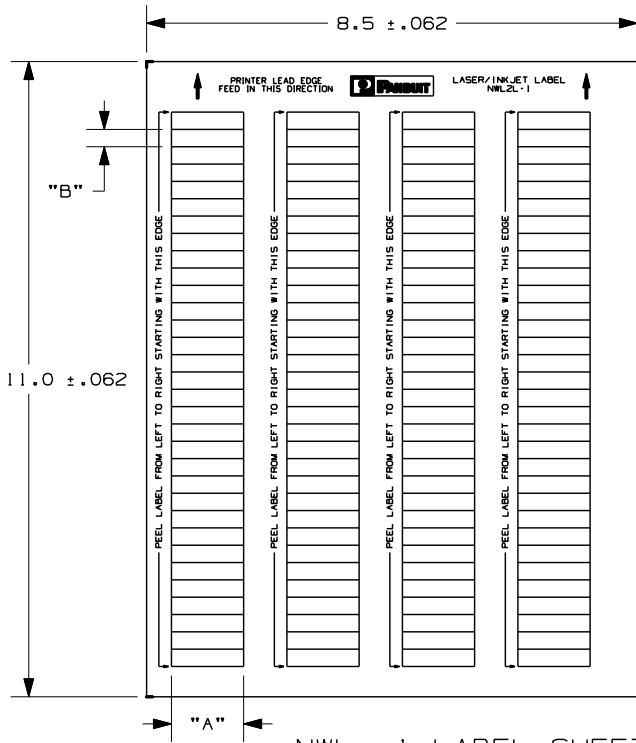 8.5 ±.062
PRINTER LEAD EDGE
FEED IN THIS DIRECTION
PANDUIT
LASER/INKJET LABEL
NWL2L-1
"B"
11.0 ±.062
PEEL LABEL FROM LEFT TO RIGHT STARTING WITH THIS EDGE
PEEL LABEL FROM LEFT TO RIGHT STARTING WITH THIS EDGE
PEEL LABEL FROM LEFT TO RIGHT STARTING WITH THIS EDGE
PEEL LABEL FROM LEFT TO RIGHT STARTING WITH THIS EDGE
"A"